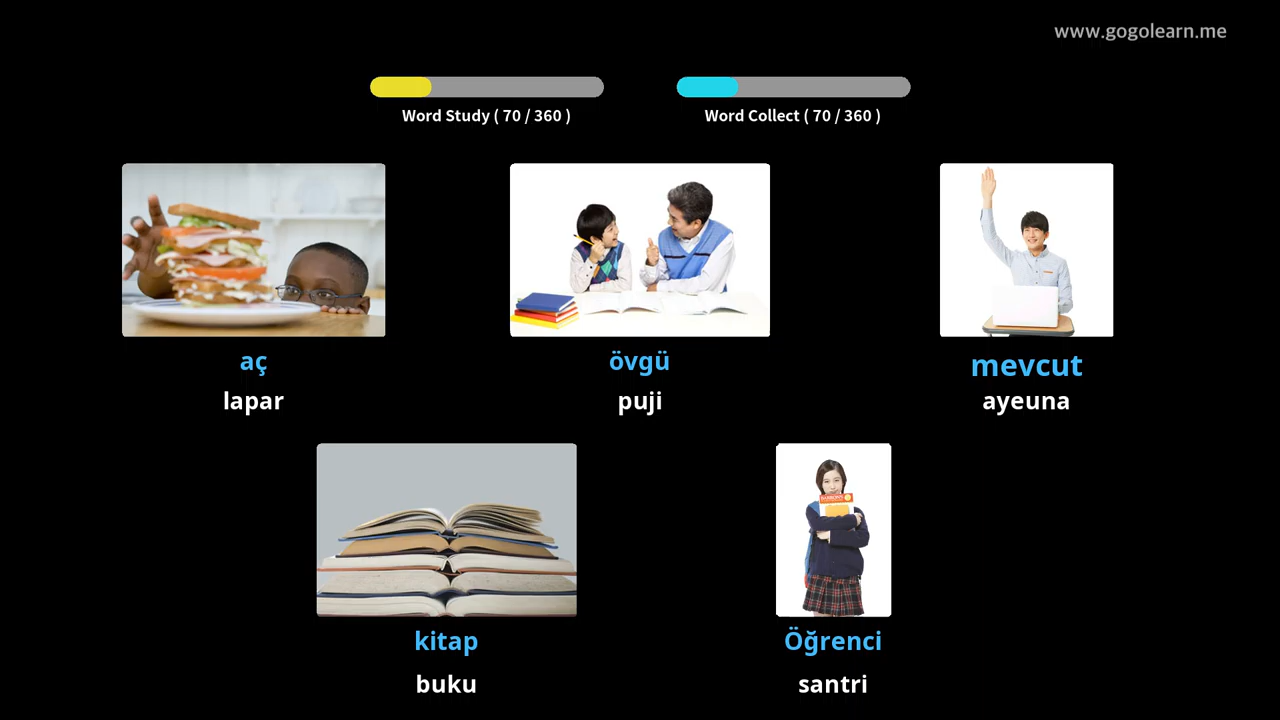 www.gogolearn.me
Word Study ( 70 / 360 )
Word Collect ( 70 / 360 )
aç
övgü
mevcut
lapar
puji
ayeuna
kitap
Öğrenci
buku
santri